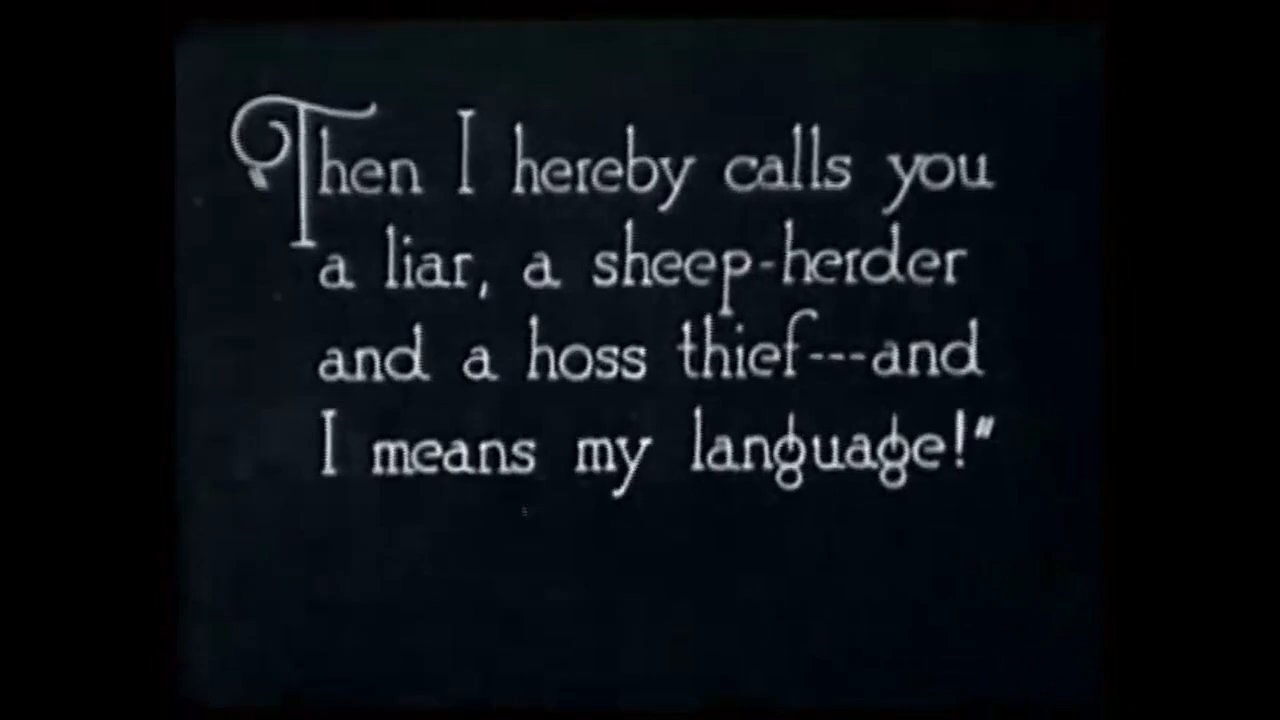 Then I hereby calls you
a liar, a sheep-herder
and a hoss thief---and
I means my language!"